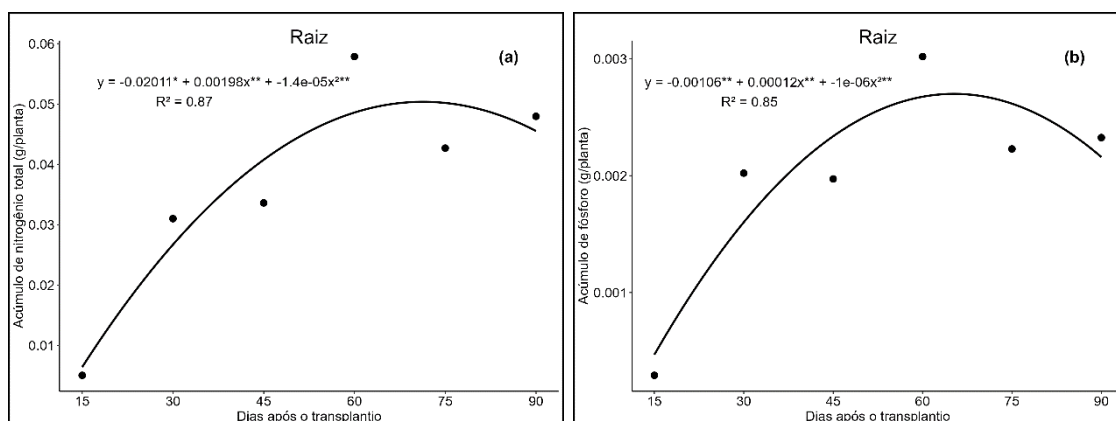 Raiz
(a)
y = -0.02011* + 0.00198x** + -1.4e-05x²**
R² = 0.87
Acúmulo de nitrogênio total (g/planta)
0.06
0.05
0.04
0.03
0.02
0.01
15 30 45 60 75 90
Dias após o transplantio
Raiz
(b)
y = -0.00106** + 0.00012x** + -1e-06x²**
R² = 0.85
Acúmulo de fósforo (g/planta)
0.003
0.002
0.001
15 30 45 60 75 90
Dias após o transplantio